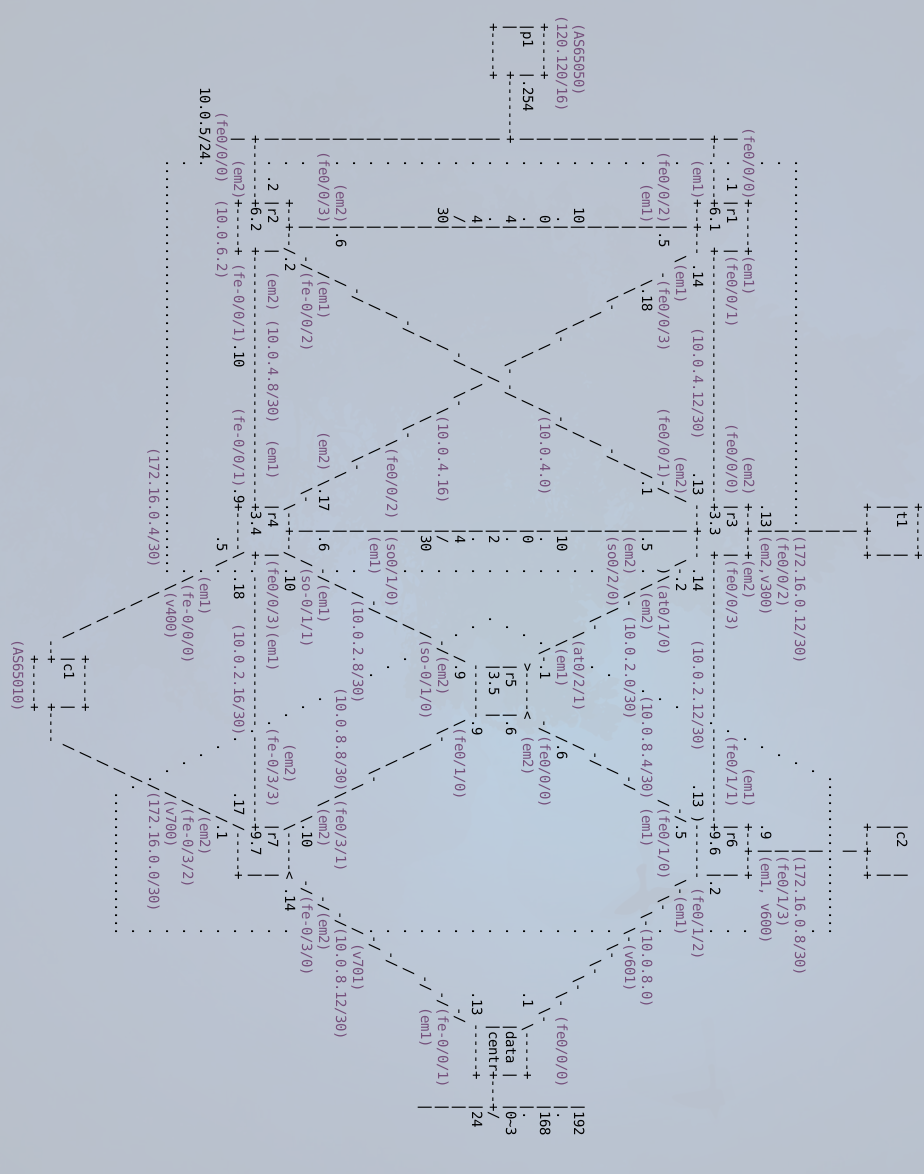 t1 c2
(172.16.0.12/30) (172.16.0.8/30)
(fe0/0/2) (fe0/1/3)
.13 (em2,v300) .9 (em1, v600)
(fe0/0/0) (em1) (em2) (em2) (em1)
.1 r1 (fe0/0/1) (fe0/0/0) r3 (fe0/0/3) (fe0/1/1) r6
6.1 3.3 9.6 .2
(em1) .14 (10.0.4.12/30) .13 .14 (10.0.2.12/30) .13 ) (fe0/1/2)
(em1) (em2) .2 .5 (em1)
(fe0/0/2) .5 (fe0/0/3) (fe0/0/1) (at0/1/0) (fe0/1/0)
(em1) .18 .1 .5 (em2) (10.0.8.4/30) (em1) (10.0.8.0)
(em2) (10.0.2.0/30) (v601)
(so0/2/0)
(AS65050) 10 (at0/2/1) 192
(120.120/16) . 10 (em1) .6 (fe0/0/0) .
0 (10.0.4.0) . .1 (fe0/0/0) 168
p1 .254 . 0 (em2) .1 .
4 . r5 .6 data 0~3
. 2 3.5 centr
4 . .9 .13 24
/ 4 .9
30 (10.0.4.16) / (em2) (fe0/1/0) (fe-0/0/1)
30 (so-0/1/0) (em1)
(fe0/0/2) (so0/1/0)
(em1)
(10.0.2.8/30) (v701)
(em2) .6 (10.0.8.8/30) (fe0/3/1) (10.0.8.12/30)
(fe0/0/3) (em1) (em2) .17 .6 (em1) (em2) (em2)
(fe-0/0/2) (so-0/1/1) .10 (fe-0/3/0)
.2 .10 (em2) .14
.2 r2 (em2) (10.0.4.8/30) (em1) r4 (fe0/0/3)(em1) (fe-0/3/3) r7
6.2 3.4 9.7
(em2) (fe-0/0/1) .10 (fe-0/0/1) .9 .18 (10.0.2.16/30) .17
(fe0/0/0) (10.0.6.2) .5 .1
10.0.5/24 (em1) (em2)
(fe-0/0/0) (fe-0/3/2)
(v400) (v700)
(172.16.0.4/30) (172.16.0.0/30)
c1
(AS65010)